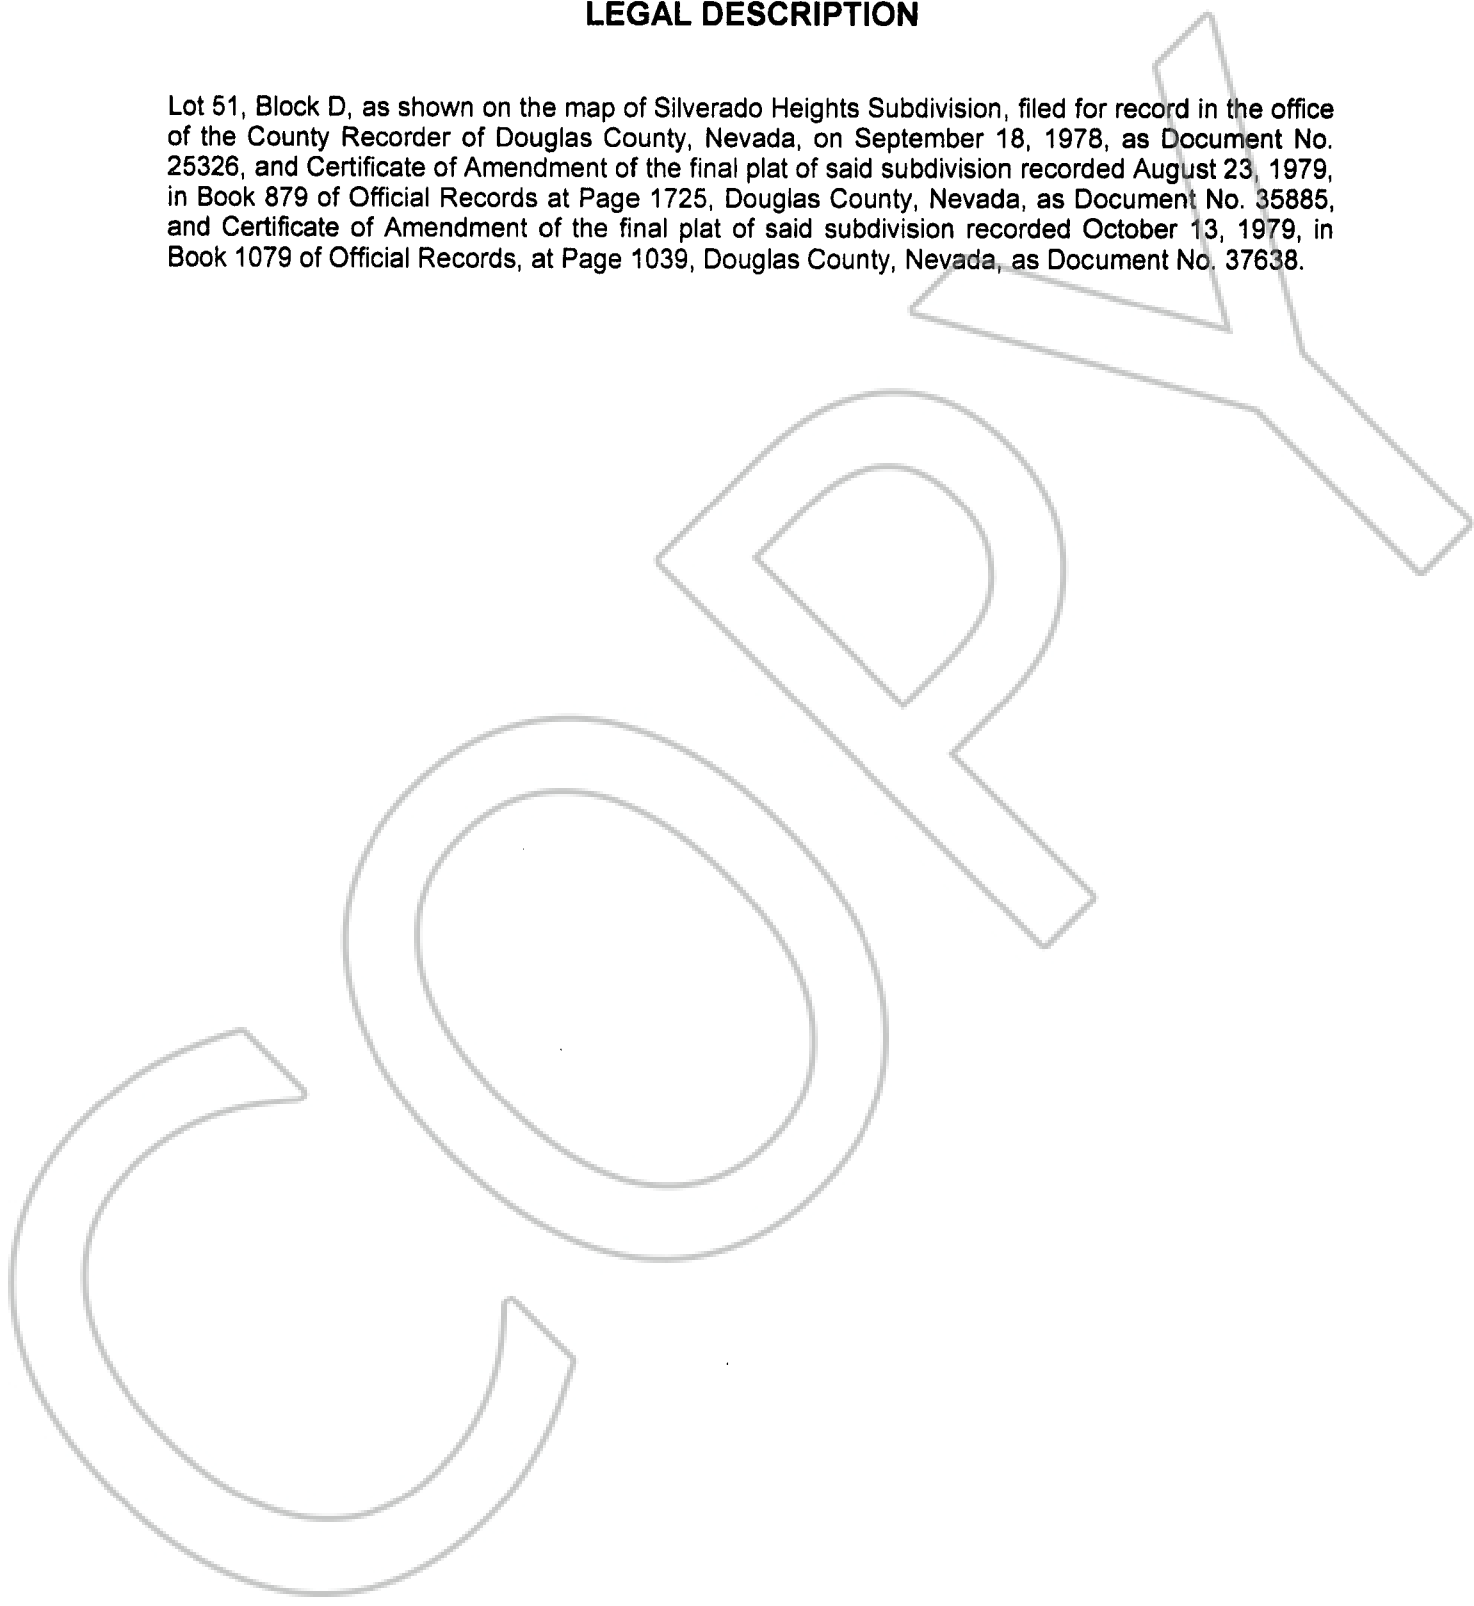 LEGAL DESCRIPTION
Lot 51, Block D, as shown on the map of Silverado Heights Subdivision, filed for record in the office
of the County Recorder of Douglas County, Nevada, on September 18, 1978, as Document No.
25326, and Certificate of Amendment of the final plat of said subdivision recorded August 23, 1979,
in Book 879 of Official Records at Page 1725, Douglas County, Nevada, as Document No. 35885,
and Certificate of Amendment of the final plat of said subdivision recorded October 13, 1979, in
Book 1079 of Official Records, at Page 1039, Douglas County, Nevada, as Document No. 37638.
COPY